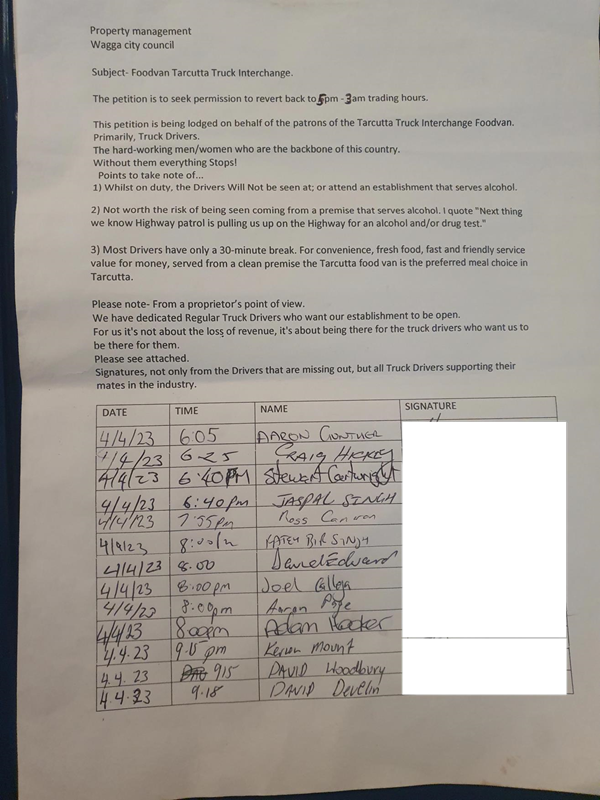 Property management
Wagga city council
Subject- Foodvan Tarcutta Truck Interchange.
The petition is to seek permission to revert back to 5pm -3am trading hours.
This petition is being lodged on behalf of the patrons of the Tarcutta Truck Interchange Foodvan.
Primarily, Truck Drivers.
The hard-working men/women who are the backbone of this country.
Without them everything Stops!
Points to take note of...
1) Whilst on duty, the Drivers Will Not be seen at; or attend an establishment that serves alcohol.
2) Not worth the risk of being seen coming from a premise that serves alcohol. I quote "Next thing
we know Highway patrol is pulling us up on the Highway for an alcohol and/or drug test."
3) Most Drivers have only a 30-minute break. For convenience, fresh food, fast and friendly service
value for money, served from a clean premise the Tarcutta food van is the preferred meal choice in
Tarcutta.
Please note- From a proprietor's point of view.
We have dedicated Regular Truck Drivers who want our establishment to be open.
For us it's not about the loss of revenue, it's about being there for the truck drivers who want us to
be there for them.
Please see attached.
Signatures, not only from the Drivers that are missing out, but all Truck Drivers supporting their
mates in the industry.
DATE TIME NAME SIGNATURE
4/4/23 6:05 AARON GUNTHER
4/4/23 6-25 CRAIG HICKEY
4/4/23 6:40PM Stewart Cartwright
4/4/23 6:40pm JASPAL SINGH
4/4/23 7:55pm Ross
4/4/23 FATEH BIR SINGH
4/4/23 8.00 David Edward
4/4/23 8:00pm Joel
4/4/23 8:00pm Aaron
4/4/23 8:00pm Adam Hooker
4.4.23 9.15 pm Keran Mount
4.4.23 915 DAVID Woodbury
4.4.23 9.18 DAVID Develin